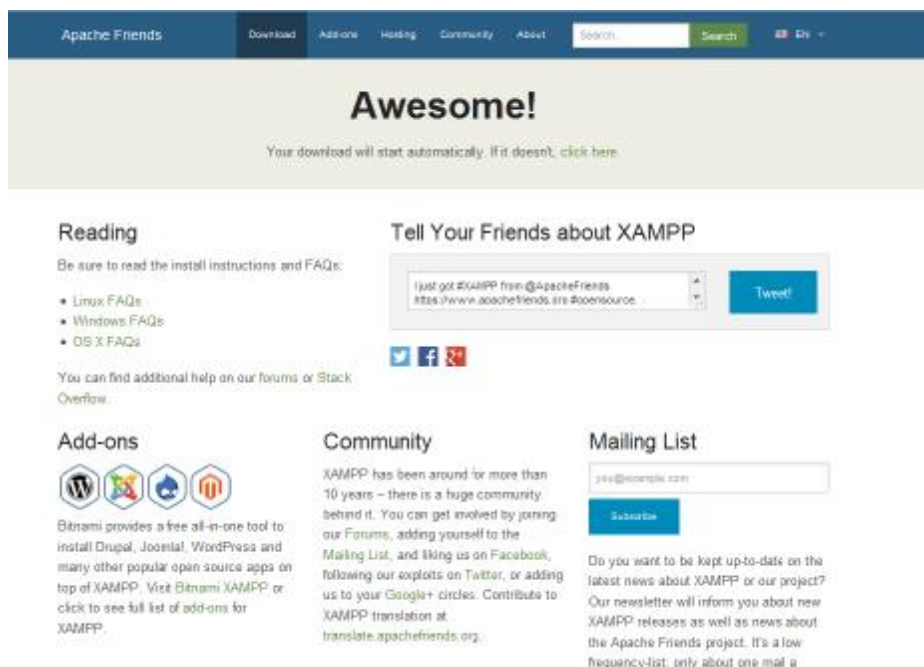 Apache Friends
Download
Add-ons
Hosting
Community
About
Search...
Search
EN
Awesome!
Your download will start automatically. If it doesn't, click here.
Reading
Be sure to read the install instructions and FAQs:
Linux FAQs
Windows FAQs
OS X FAQs
You can find additional help on our forums or Stack
Overflow.
Tell Your Friends about XAMPP
I just got #XAMPP from @ApacheFriends
https://www.apachefriends.org #opensource.
Tweet!
Add-ons
Bitnami provides a free all-in-one tool to
install Drupal, Joomla!, WordPress and
many other popular open source apps on
top of XAMPP. Visit Bitnami XAMPP or
click to see full list of add-ons for
XAMPP.
Community
XAMPP has been around for more than
10 years – there is a huge community
behind it. You can get involved by joining
our Forums, adding yourself to the
Mailing List, and liking us on Facebook,
following our exploits on Twitter, or adding
us to your Google+ circles. Contribute to
XAMPP translation at
translate.apachefriends.org.
Mailing List
you@example.com
Subscribe
Do you want to be kept up-to-date on the
latest news about XAMPP or our project?
Our newsletter will inform you about new
XAMPP releases as well as news about
the Apache Friends project. It's a low
frequency-list: only about one mail a